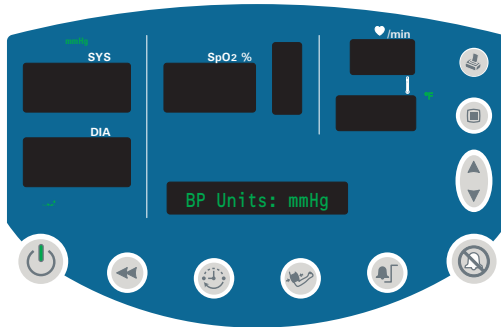 mmHg
SYS
SpO2 %
/min
°F
DIA
BP Units: mmHg